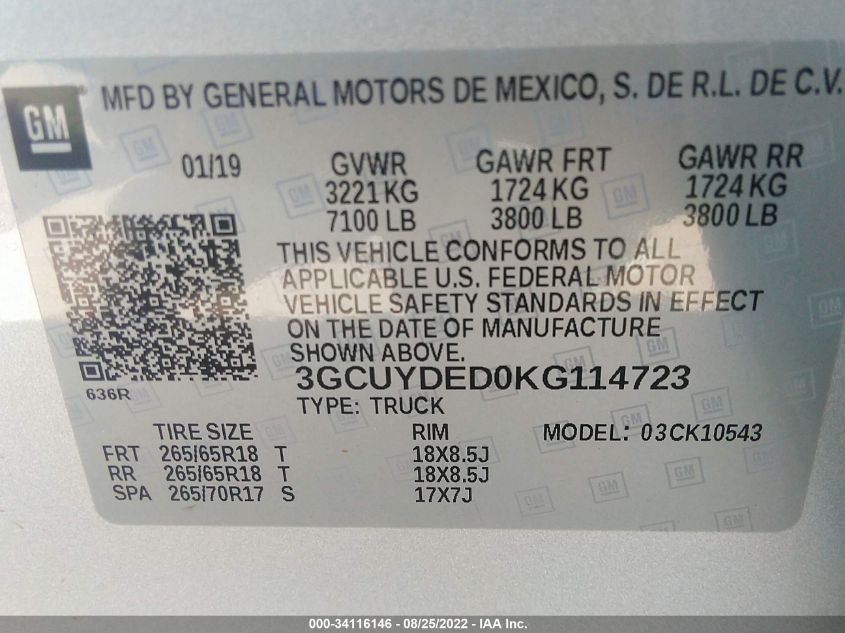 GM® MFD BY GENERAL MOTORS DE MEXICO, S. DE R.L. DE C.V.
01/19 GVWR GAWR FRT GAWR RR
3221 KG 1724 KG 1724 KG
7100 LB 3800 LB 3800 LB
THIS VEHICLE CONFORMS TO ALL
APPLICABLE U.S. FEDERAL MOTOR
VEHICLE SAFETY STANDARDS IN EFFECT
ON THE DATE OF MANUFACTURE
SHOWN ABOVE.
3GCUYDED0KG114723
636R TYPE: TRUCK
TIRE SIZE RIM MODEL: 03CK10543
FRT 265/65R18 T 18X8.5J
RR 265/65R18 T 18X8.5J
SPA 265/70R17 S 17X7J
000-34116146 - 08/25/2022 - IAA Inc.